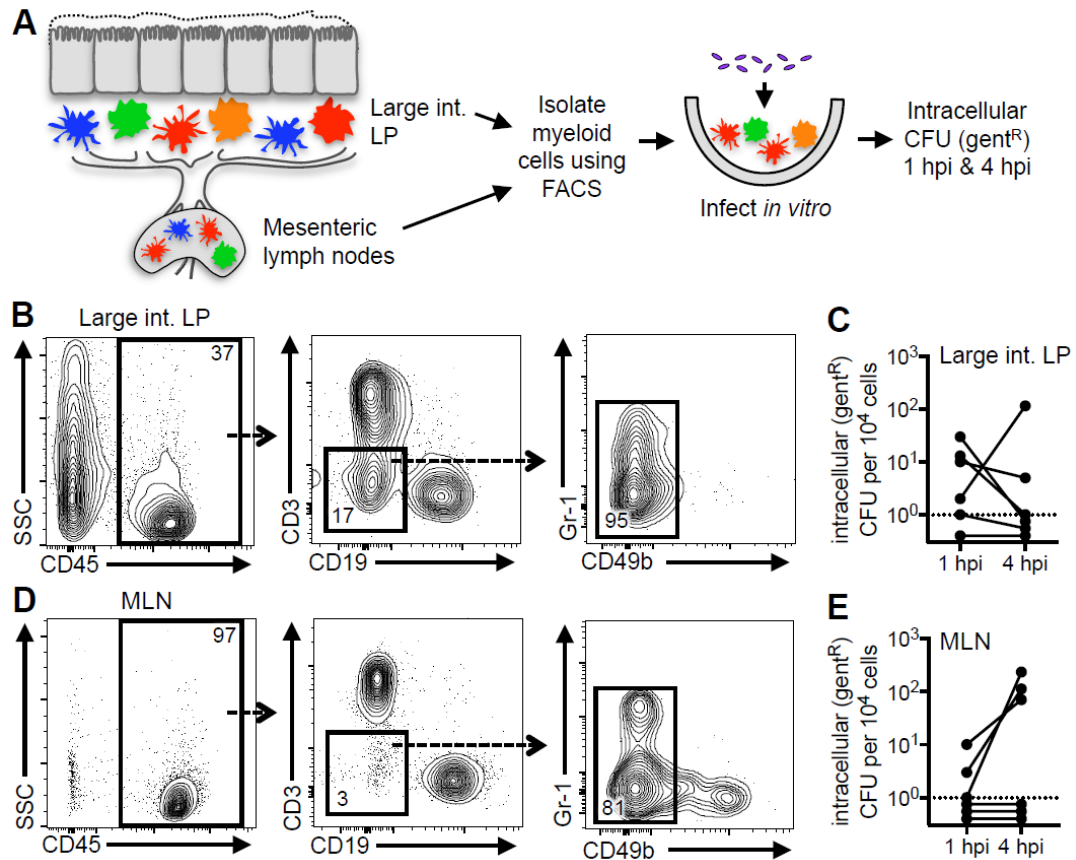 A
Large int.
LP
Mesenteric
lymph nodes
Isolate
myeloid
cells using
FACS
Infect in vitro
Intracellular
CFU (gentᴿ)
1 hpi & 4 hpi
B
Large int. LP
SSC
37
CD45
CD3
17
CD19
Gr-1
95
CD49b
C
Large int. LP
intracellular (gentᴿ)
CFU per 10⁴ cells
10³
10²
10¹
10⁰
1 hpi 4 hpi
D
MLN
SSC
97
CD45
CD3
3
CD19
Gr-1
81
CD49b
E
MLN
intracellular (gentᴿ)
CFU per 10⁴ cells
10³
10²
10¹
10⁰
1 hpi 4 hpi